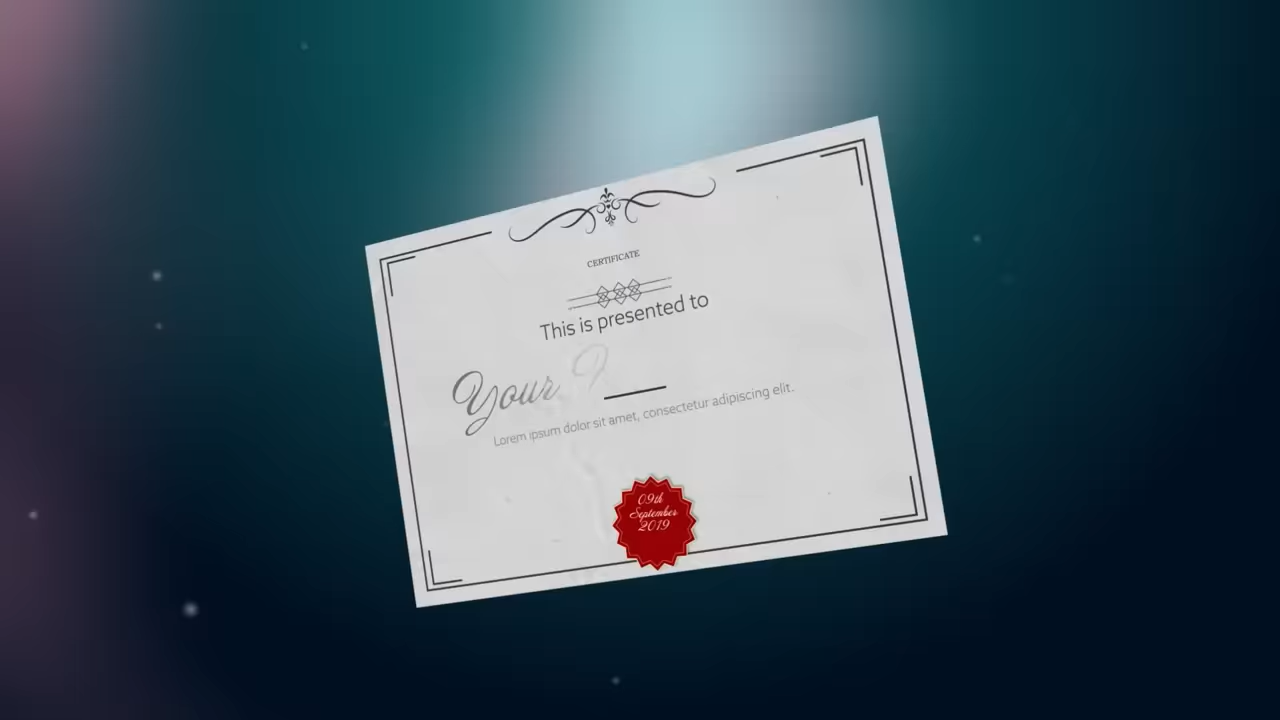 CERTIFICATE
This is presented to
Your
Lorem ipsum dolor sit amet, consectetur adipiscing elit.
09th
September
2019